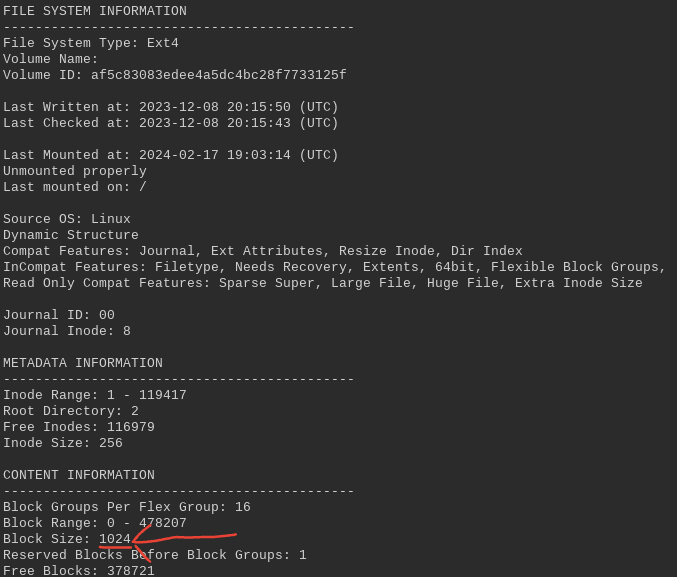 FILE SYSTEM INFORMATION
--------------------------------------------
File System Type: Ext4
Volume Name:
Volume ID: af5c83083edee4a5dc4bc28f7733125f
Last Written at: 2023-12-08 20:15:50 (UTC)
Last Checked at: 2023-12-08 20:15:43 (UTC)
Last Mounted at: 2024-02-17 19:03:14 (UTC)
Unmounted properly
Last mounted on: /
Source OS: Linux
Dynamic Structure
Compat Features: Journal, Ext Attributes, Resize Inode, Dir Index
InCompat Features: Filetype, Needs Recovery, Extents, 64bit, Flexible Block Groups,
Read Only Compat Features: Sparse Super, Large File, Huge File, Extra Inode Size
Journal ID: 00
Journal Inode: 8
METADATA INFORMATION
--------------------------------------------
Inode Range: 1 - 119417
Root Directory: 2
Free Inodes: 116979
Inode Size: 256
CONTENT INFORMATION
--------------------------------------------
Block Groups Per Flex Group: 16
Block Range: 0 - 478207
Block Size: 1024
Reserved Blocks Before Block Groups: 1
Free Blocks: 378721